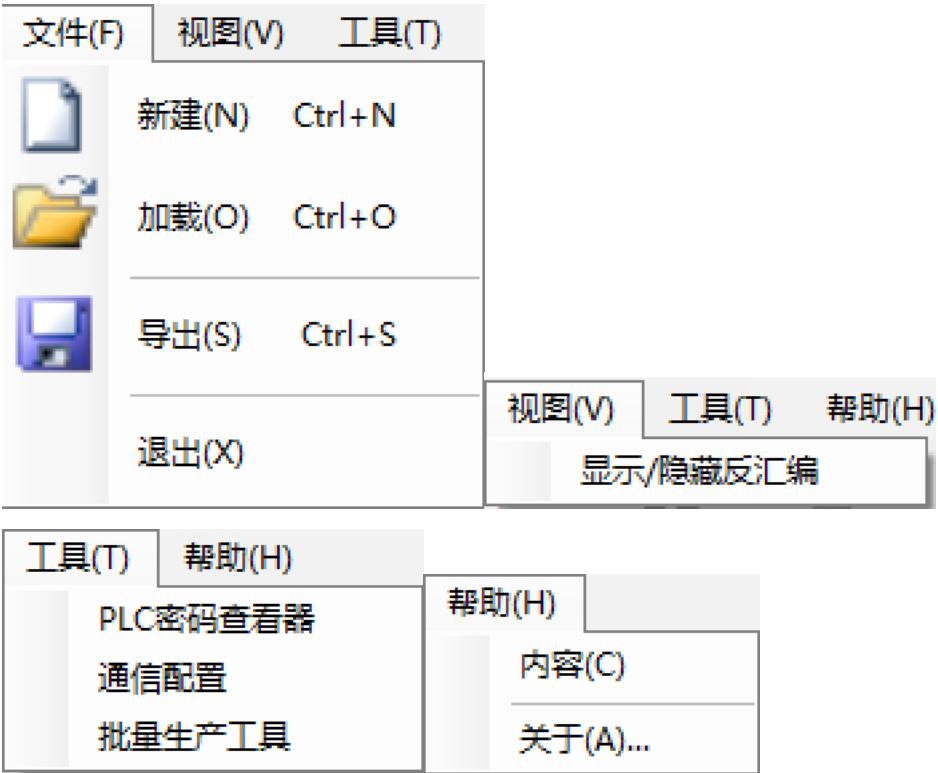 文件(F) 视图(V) 工具(T)
新建(N) Ctrl+N
加载(O) Ctrl+O
导出(S) Ctrl+S
退出(X)
视图(V) 工具(T) 帮助(H)
显示/隐藏反汇编
工具(T) 帮助(H)
PLC密码查看器
通信配置
批量生产工具
帮助(H)
内容(C)
关于(A)...